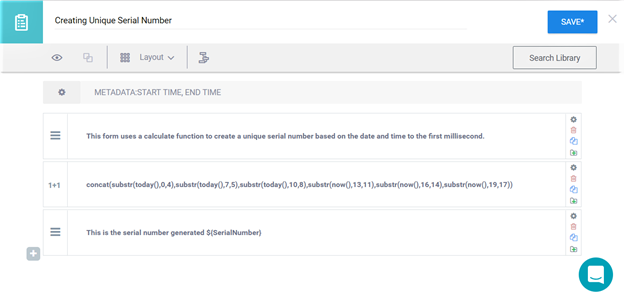 Creating Unique Serial Number
SAVE*
Layout
Search Library
METADATA:START TIME, END TIME
This form uses a calculate function to create a unique serial number based on the date and time to the first millisecond.
1+1
concat(substr(today(),0,4),substr(today(),7,5),substr(today(),10,8),substr(now(),13,11),substr(now(),16,14),substr(now(),19,17))
This is the serial number generated ${SerialNumber}